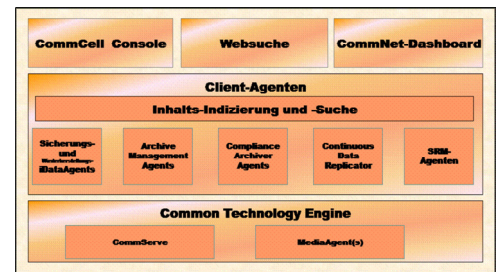 CommCell Console
Websuche
CommNet-Dashboard
Client-Agenten
Inhalts-Indizierung und -Suche
Sicherungs-
und
Wiederherstellungs-
iDataAgents
Archive
Management
Agents
Compliance
Archiver
Agents
Continuous
Data
Replicator
SRM-
Agenten
Common Technology Engine
CommServe
MediaAgent(s)